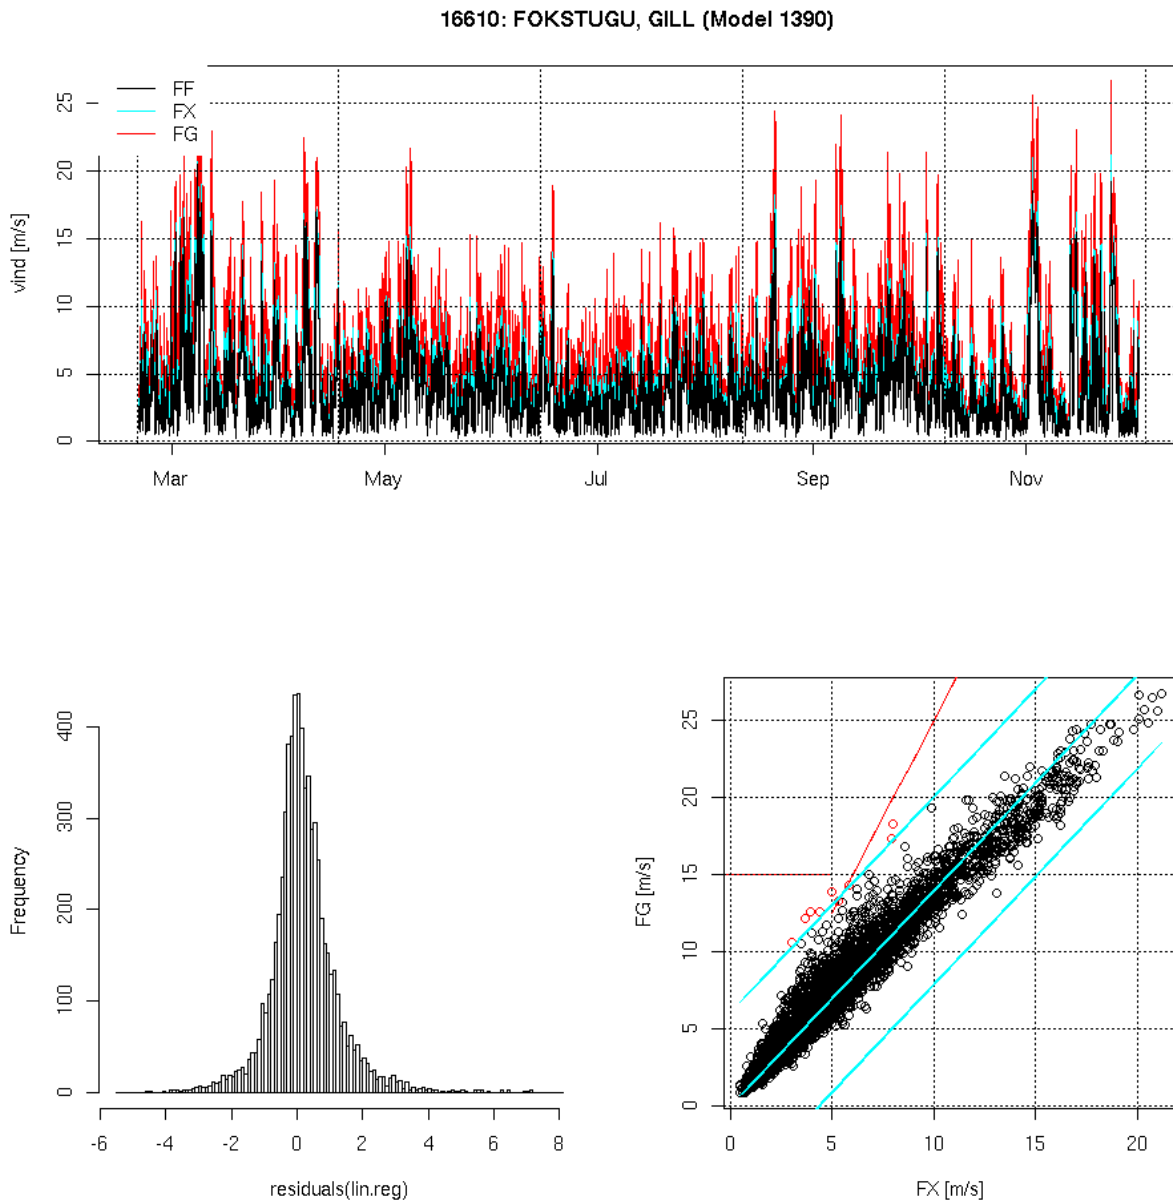 16610: FOKSTUGU, GILL (Model 1390)
FF
FX
FG
vind [m/s]
25
20
15
10
5
0
Mar May Jul Sep Nov
Frequency
400
300
200
100
0
-6 -4 -2 0 2 4 6 8
residuals(lin.reg)
FG [m/s]
25
20
15
10
5
0
0 5 10 15 20
FX [m/s]